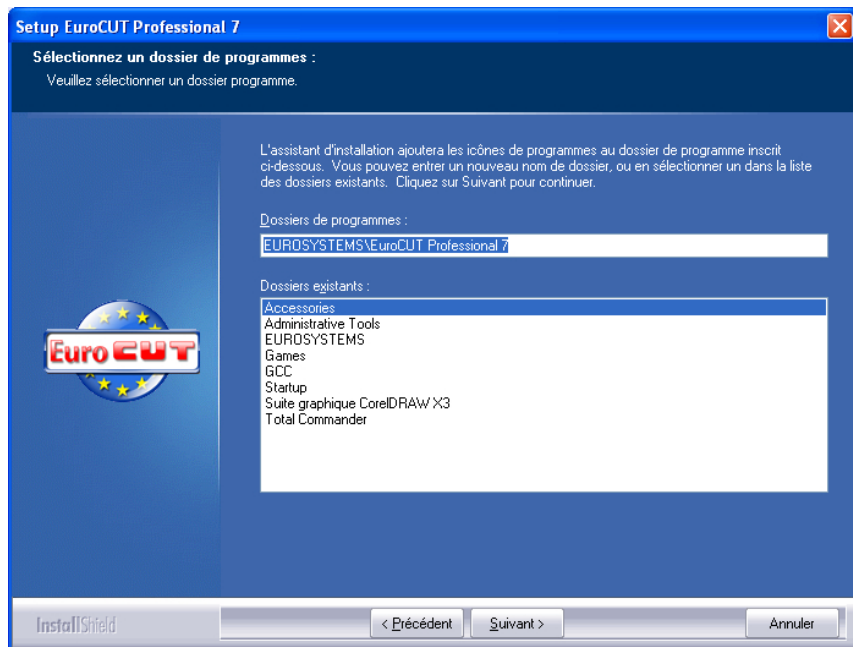 Setup EuroCUT Professional 7
Sélectionnez un dossier de programmes :
Veuillez sélectionner un dossier programme.
L'assistant d'installation ajoutera les icônes de programmes au dossier de programme inscrit
ci-dessous. Vous pouvez entrer un nouveau nom de dossier, ou en sélectionner un dans la liste
des dossiers existants. Cliquez sur Suivant pour continuer.
Dossiers de programmes :
EUROSYSTEMS\EuroCUT Professional 7
Dossiers existants :
Accessories
Administrative Tools
EUROSYSTEMS
Games
GCC
Startup
Suite graphique CorelDRAW X3
Total Commander
Euro CUT
InstallShield
< Précédent
Suivant >
Annuler